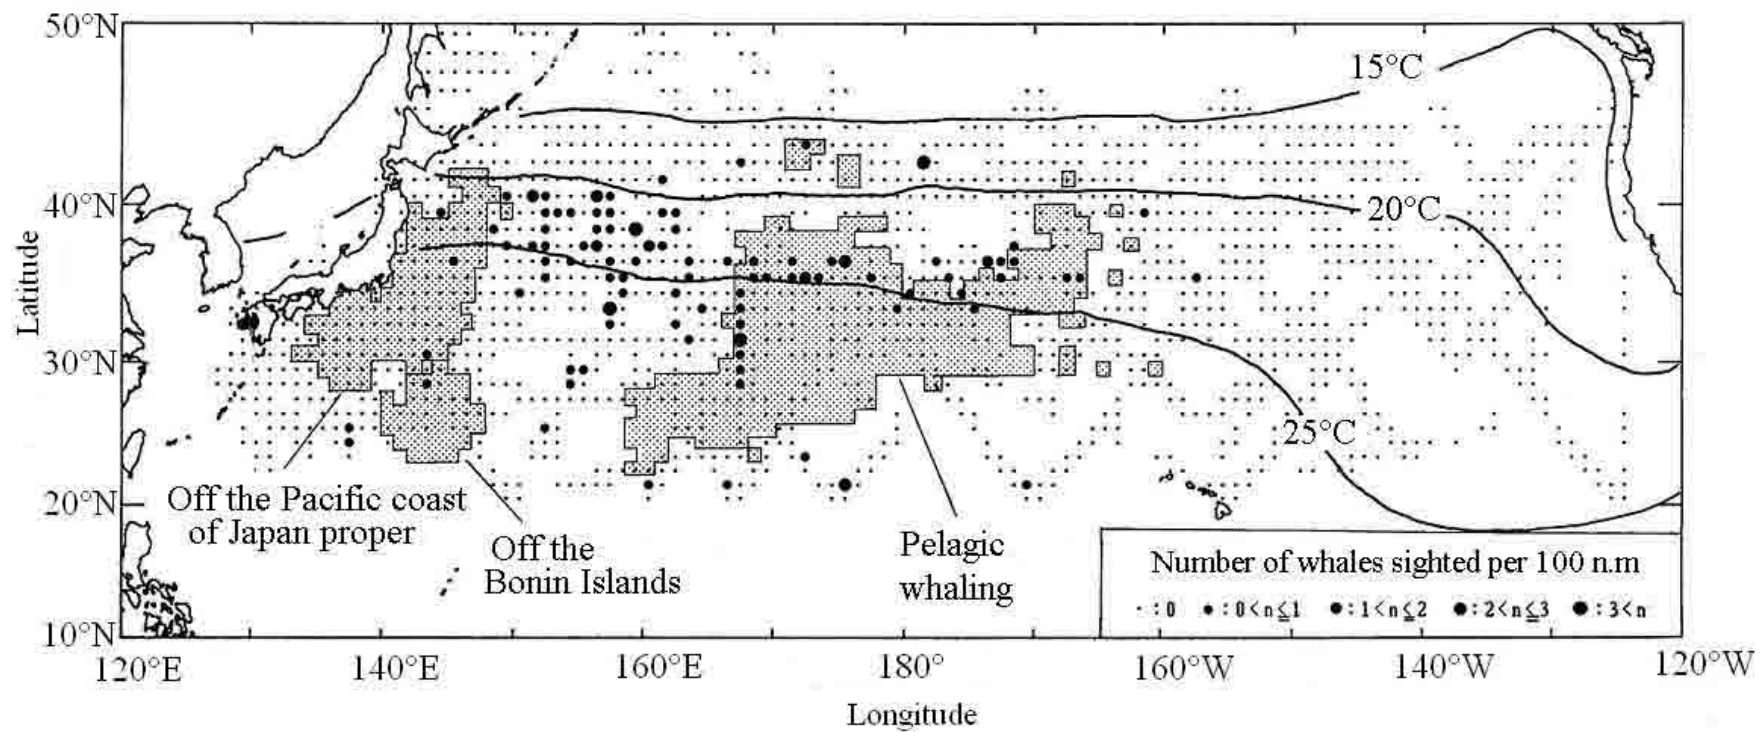 50°N
15°C
40°N
20°C
Latitude
30°N
25°C
Off the Pacific coast
of Japan proper
20°N
Off the
Bonin Islands
Pelagic
whaling
Number of whales sighted per 100 n.m
: 0 : 0 < n ≦ 1 : 1 < n ≦ 2 : 2 < n ≦ 3 : 3 < n
10°N
120°E 140°E 160°E 180° 160°W 140°W 120°W
Longitude